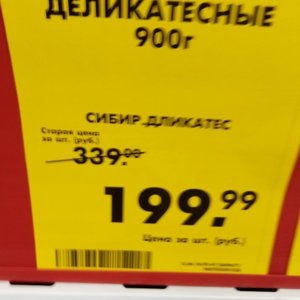 ДЕЛИКАТЕСНЫЕ
900г
СИБИР.ДЛИКАТЕС
Старая цена
за шт. (руб.)
339.00
199.99
Цена за шт. (руб.)